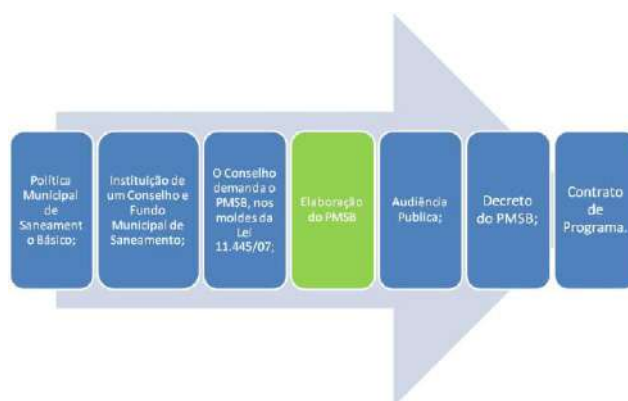 Política
Municipal
de
Saneament
o Básico;
Instituição de
um Conselho e
Fundo
Municipal de
Saneamento;
O Conselho
demanda o
PMSB, nos
moldes da
Lei
11.445/07;
Elaboração
do PMSB
Audiência
Publica;
Decreto
do PMSB;
Contrato
de
Programa.